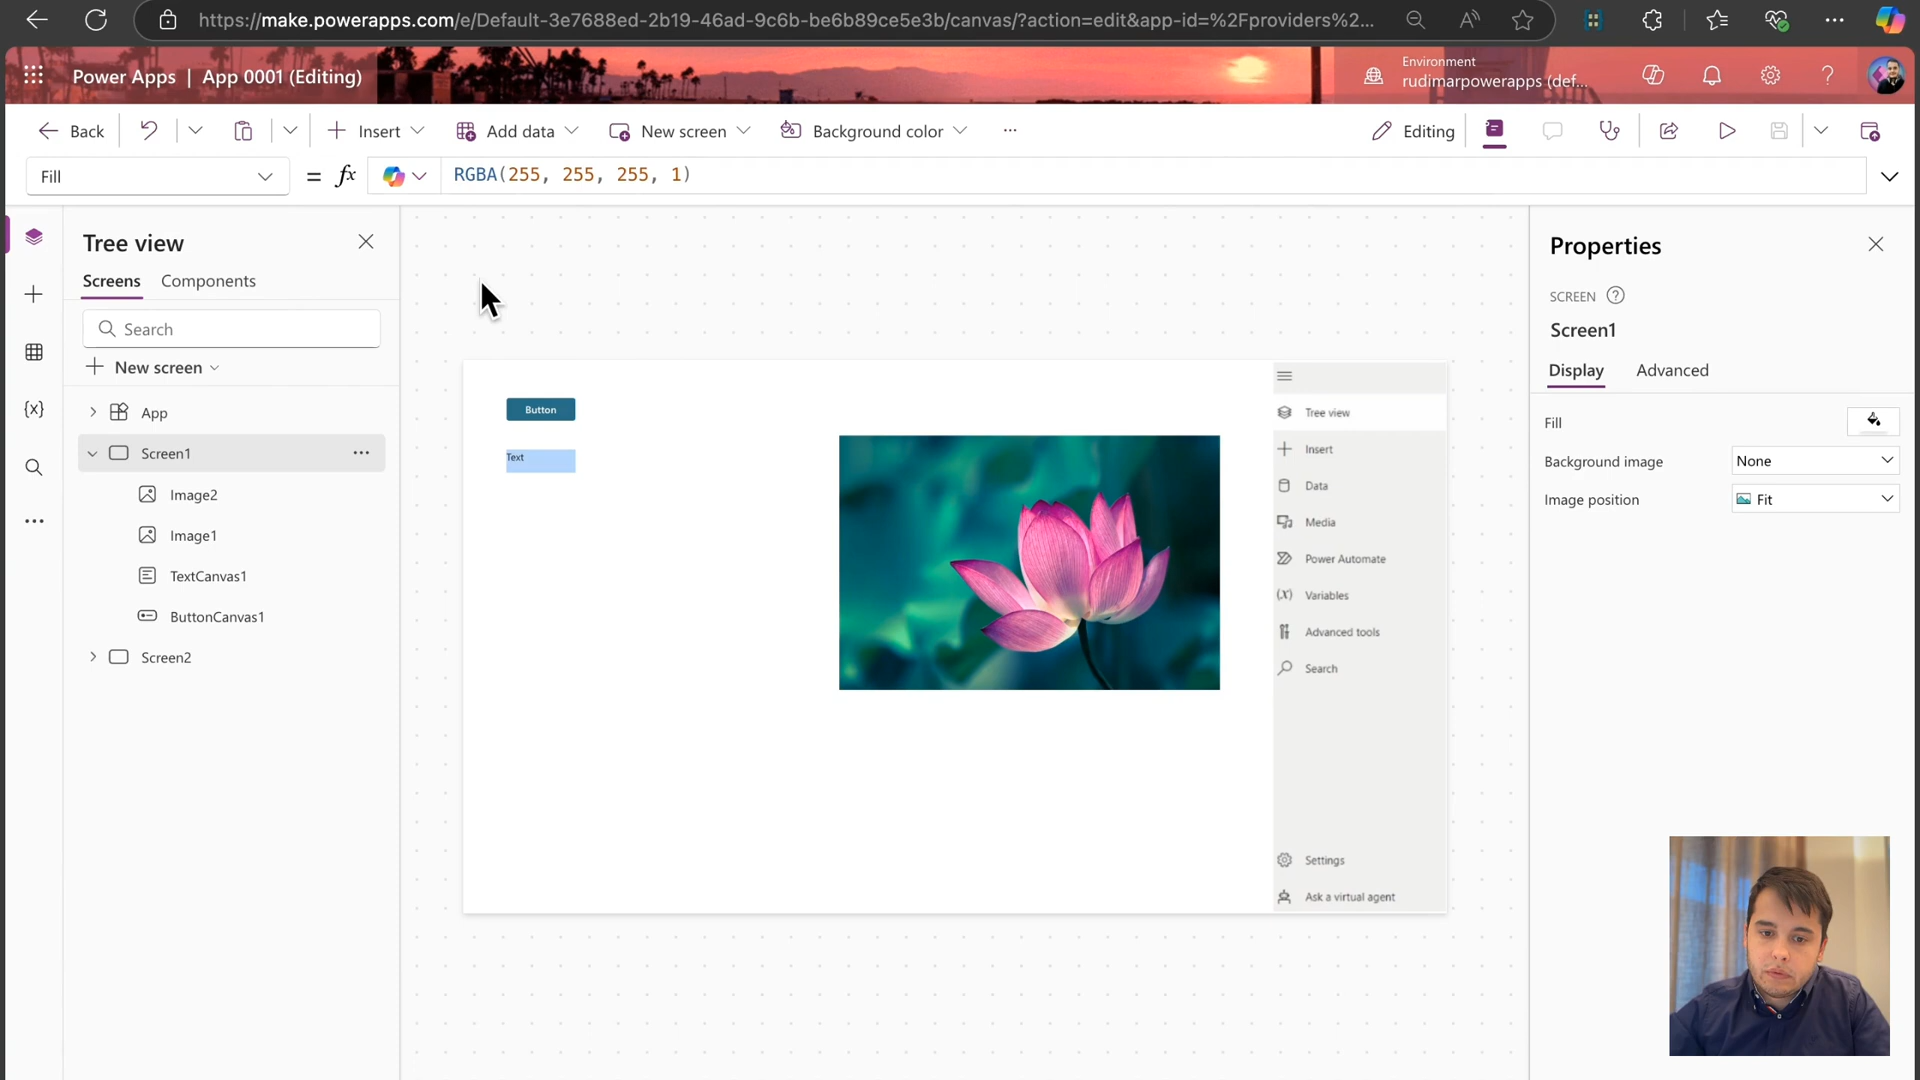 https://make.powerapps.com/e/Default-3e7688ed-2b19-46ad-9c6b-be6b89ce5e3b/canvas/?action=edit&app-id=%2Fproviders%2...
Power Apps | App 0001 (Editing)
Environment
rudimarpowerapps (def...
Back
Insert
Add data
New screen
Background color
...
Editing
Fill
= fx
RGBA(255, 255, 255, 1)
Tree view
Screens
Components
Search
New screen
App
Screen1
Image2
Image1
TextCanvas1
ButtonCanvas1
Screen2
Button
Text
Tree view
Insert
Data
Media
Power Automate
Variables
Advanced tools
Search
Settings
Ask a virtual agent
Properties
SCREEN
Screen1
Display
Advanced
Fill
Background image
None
Image position
Fit